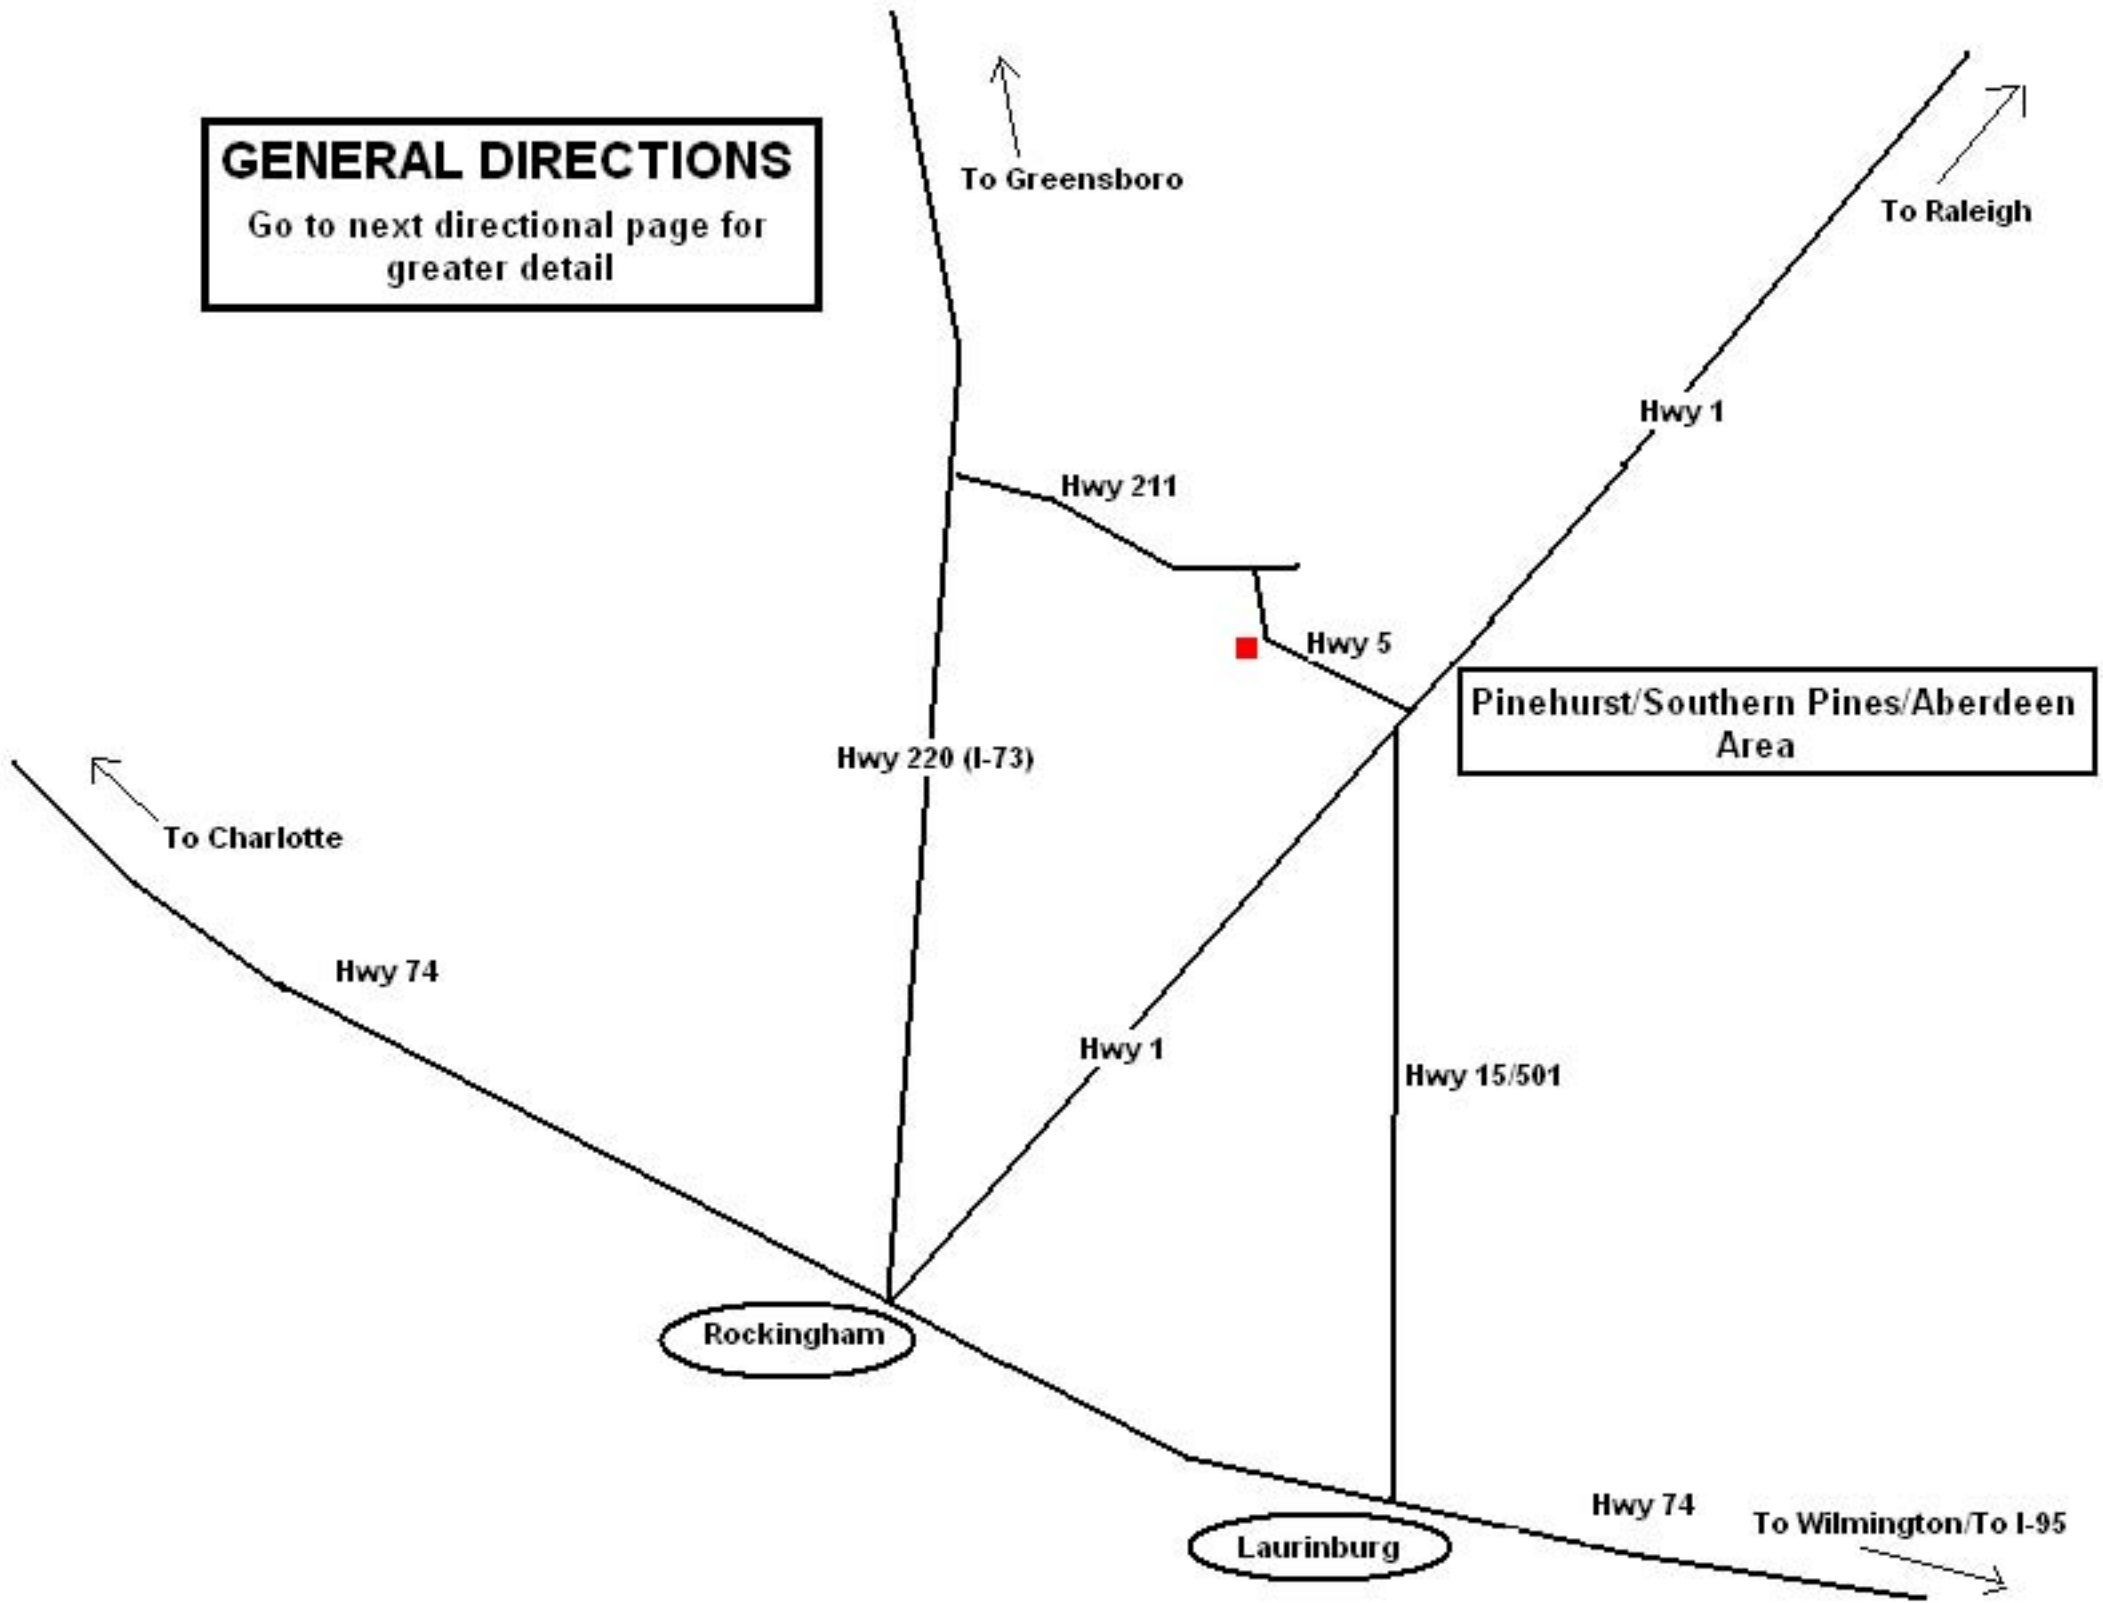 GENERAL DIRECTIONS
Go to next directional page for
greater detail
To Greensboro
To Raleigh
Hwy 1
Hwy 211
Hwy 5
Pinehurst/Southern Pines/Aberdeen
Area
Hwy 220 (I-73)
To Charlotte
Hwy 74
Hwy 1
Hwy 15/501
Rockingham
Hwy 74
To Wilmington/To I-95
Laurinburg